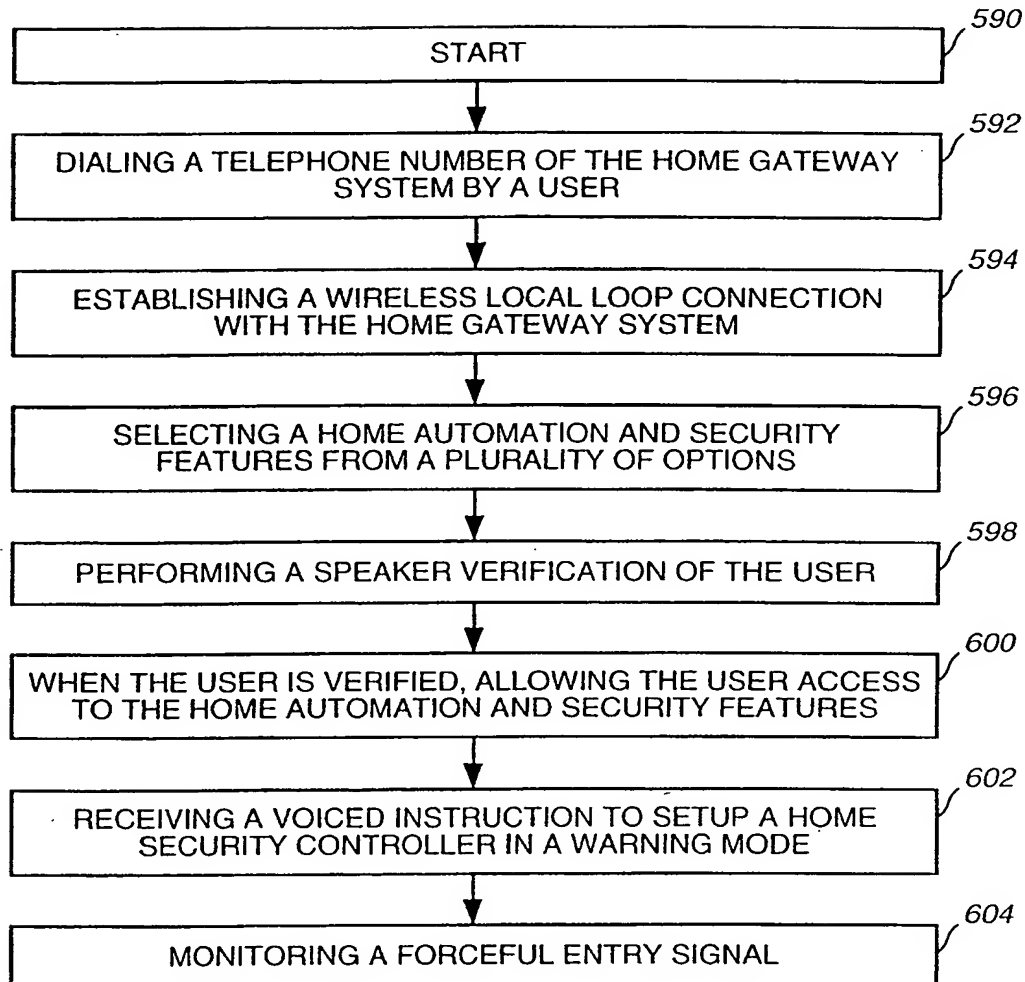 590
START
592
DIALING A TELEPHONE NUMBER OF THE HOME GATEWAY
SYSTEM BY A USER
594
ESTABLISHING A WIRELESS LOCAL LOOP CONNECTION
WITH THE HOME GATEWAY SYSTEM
596
SELECTING A HOME AUTOMATION AND SECURITY
FEATURES FROM A PLURALITY OF OPTIONS
598
PERFORMING A SPEAKER VERIFICATION OF THE USER
600
WHEN THE USER IS VERIFIED, ALLOWING THE USER ACCESS
TO THE HOME AUTOMATION AND SECURITY FEATURES
602
RECEIVING A VOICED INSTRUCTION TO SETUP A HOME
SECURITY CONTROLLER IN A WARNING MODE
604
MONITORING A FORCEFUL ENTRY SIGNAL